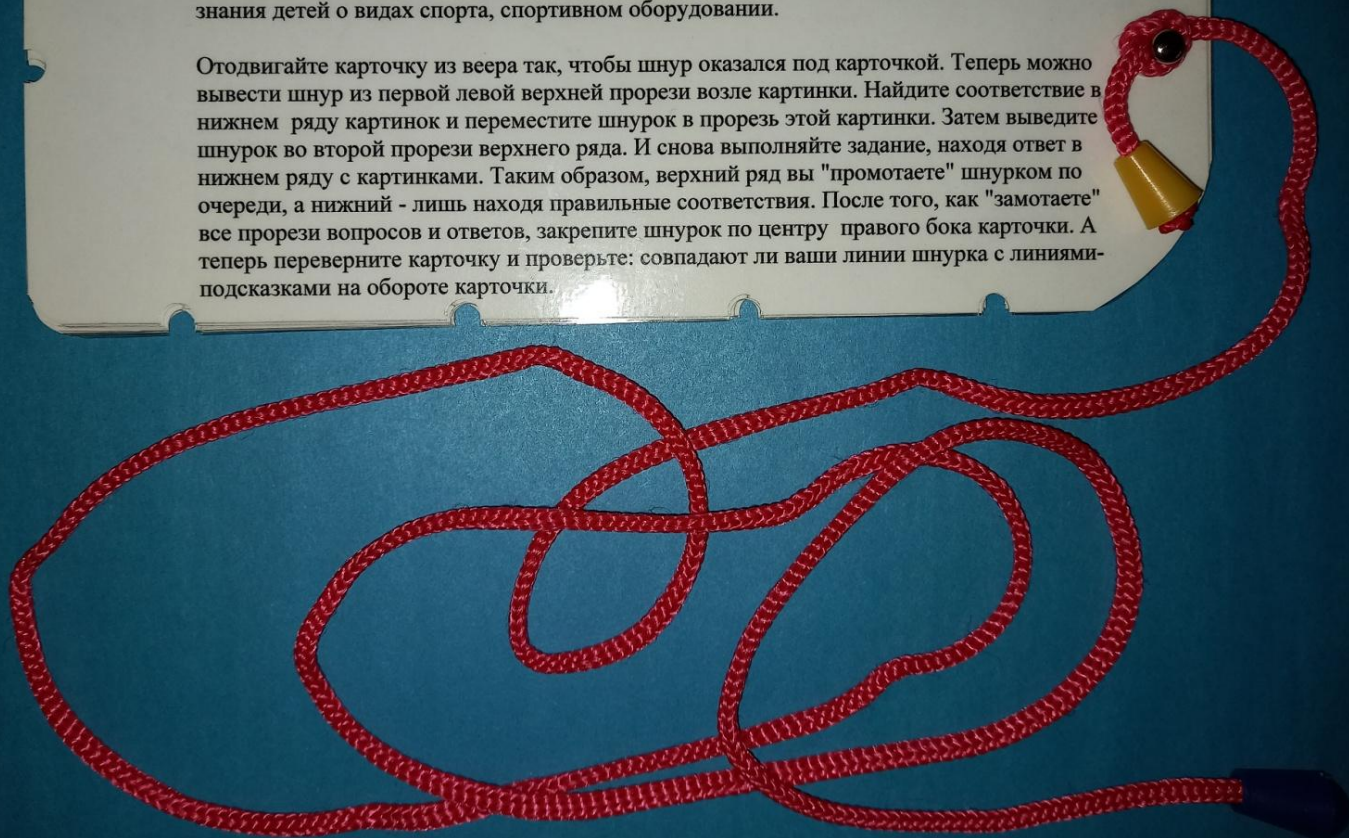 знания детей о видах спорта, спортивном оборудовании.
Отодвигайте карточку из веера так, чтобы шнур оказался под карточкой. Теперь можно
вывести шнур из первой левой верхней прорези возле картинки. Найдите соответствие в
нижнем ряду картинок и переместите шнурок в прорезь этой картинки. Затем выведите
шнурок во второй прорези верхнего ряда. И снова выполняйте задание, находя ответ в
нижнем ряду с картинками. Таким образом, верхний ряд вы "промотаете" шнурком по
очереди, а нижний - лишь находя правильные соответствия. После того, как "замотаете"
все прорези вопросов и ответов, закрепите шнурок по центру правого бока карточки. А
теперь переверните карточку и проверьте: совпадают ли ваши линии шнурка с линиями-
подсказками на обороте карточки.